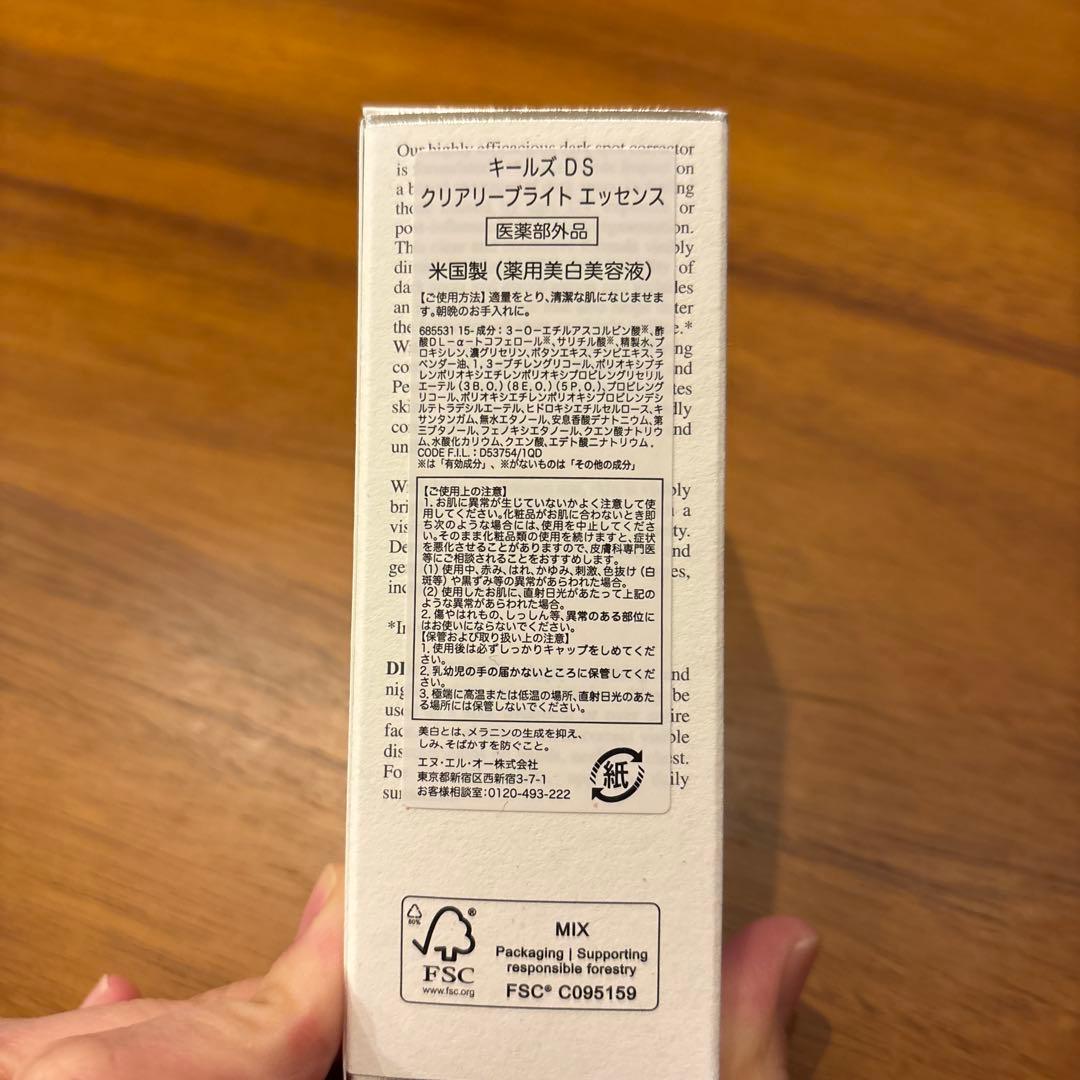 Our highly efficacious dark spot corrector
キールズ DS
クリアリーブライト エッセンス
医薬部外品
米国製（薬用美白美容液）
【ご使用方法】適量をとり、清潔な肌になじませま
す。朝晩のお手入れに。
685531 15- 成分：3－O－エチルアスコルビン酸※、酢
酸DL－α－トコフェロール※、サリチル酸※、精製水、プ
ロキシレン、濃グリセリン、ボタンエキス、チンピエキス、ラ
ベンダー油、1,3－ブチレングリコール、ポリオキシブチ
レンポリオキシエチレンポリオキシプロピレングリセリル
エーテル（3B.O.）（8E.O.）（5P.O.）、プロピレング
リコール、ポリオキシエチレンポリオキシプロピレンデシ
ルテトラデシルエーテル、ヒドロキシエチルセルロース、キ
サンタンガム、無水エタノール、安息香酸デナトニウム、第
三ブタノール、フェノキシエタノール、クエン酸ナトリウ
ム、水酸化カリウム、クエン酸、エデト酸二ナトリウム．
CODE F.I.L. : D53754/1QD
※は「有効成分」、※がないものは「その他の成分」
【ご使用上の注意】
1. お肌に異常が生じていないかよく注意して使
用してください。化粧品がお肌に合わないとき即
ち次のような場合には、使用を中止してくださ
い。そのまま化粧品類の使用を続けますと、症状
を悪化させることがありますので、皮膚科専門医
等にご相談されることをおすすめします。
（1）使用中、赤み、はれ、かゆみ、刺激、色抜け（白
斑等）や黒ずみ等の異常があらわれた場合。
（2）使用したお肌に、直射日光があたって上記の
ような異常があらわれた場合。
2. 傷やはれもの、しっしん等、異常のある部位に
はお使いにならないでください。
【保管および取り扱い上の注意】
1. 使用後は必ずしっかりキャップをしめてくだ
さい。
2. 乳幼児の手の届かないところに保管してくだ
さい。
3. 極端に高温または低温の場所、直射日光のあた
る場所には保管しないでください。
美白とは、メラニンの生成を抑え、
しみ、そばかすを防ぐこと。
エヌ・エル・オー株式会社
東京都新宿区西新宿3-7-1
お客様相談室：0120-493-222
紙
80%
FSC
www.fsc.org
MIX
Packaging | Supporting
responsible forestry
FSC® C095159